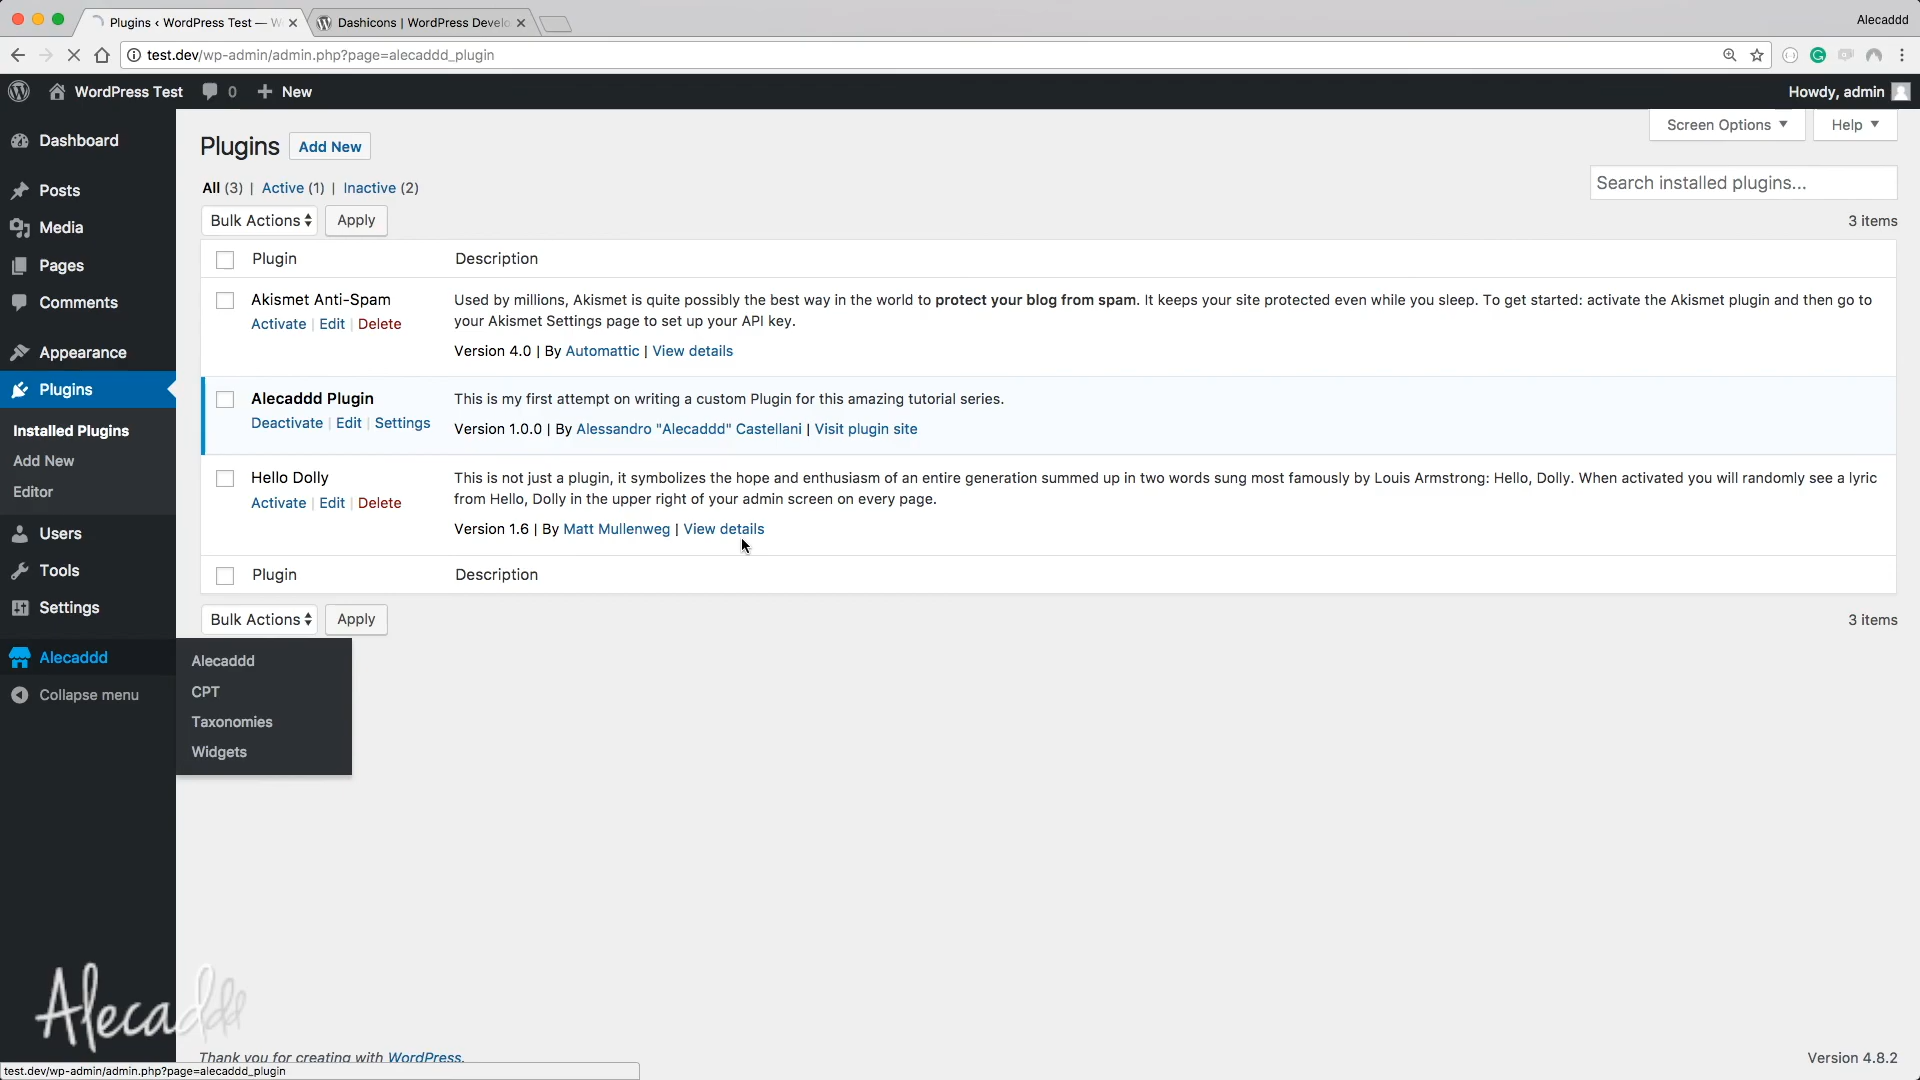 Plugins ‹ WordPress Test — W
Dashicons | WordPress Develo
Alecaddd
test.dev/wp-admin/admin.php?page=alecaddd_plugin
WordPress Test
0
New
Howdy, admin
Dashboard
Posts
Media
Pages
Comments
Appearance
Plugins
Installed Plugins
Add New
Editor
Users
Tools
Settings
Alecaddd
Collapse menu
Alecaddd
CPT
Taxonomies
Widgets
Screen Options
Help
Plugins
Add New
All (3) | Active (1) | Inactive (2)
Search installed plugins...
Bulk Actions
Apply
3 items
Plugin
Description
Akismet Anti-Spam
Activate | Edit | Delete
Used by millions, Akismet is quite possibly the best way in the world to protect your blog from spam. It keeps your site protected even while you sleep. To get started: activate the Akismet plugin and then go to
your Akismet Settings page to set up your API key.
Version 4.0 | By Automattic | View details
Alecaddd Plugin
Deactivate | Edit | Settings
This is my first attempt on writing a custom Plugin for this amazing tutorial series.
Version 1.0.0 | By Alessandro "Alecaddd" Castellani | Visit plugin site
Hello Dolly
Activate | Edit | Delete
This is not just a plugin, it symbolizes the hope and enthusiasm of an entire generation summed up in two words sung most famously by Louis Armstrong: Hello, Dolly. When activated you will randomly see a lyric
from Hello, Dolly in the upper right of your admin screen on every page.
Version 1.6 | By Matt Mullenweg | View details
Plugin
Description
Bulk Actions
Apply
3 items
Alecaddd
Thank you for creating with WordPress.
Version 4.8.2
test.dev/wp-admin/admin.php?page=alecaddd_plugin